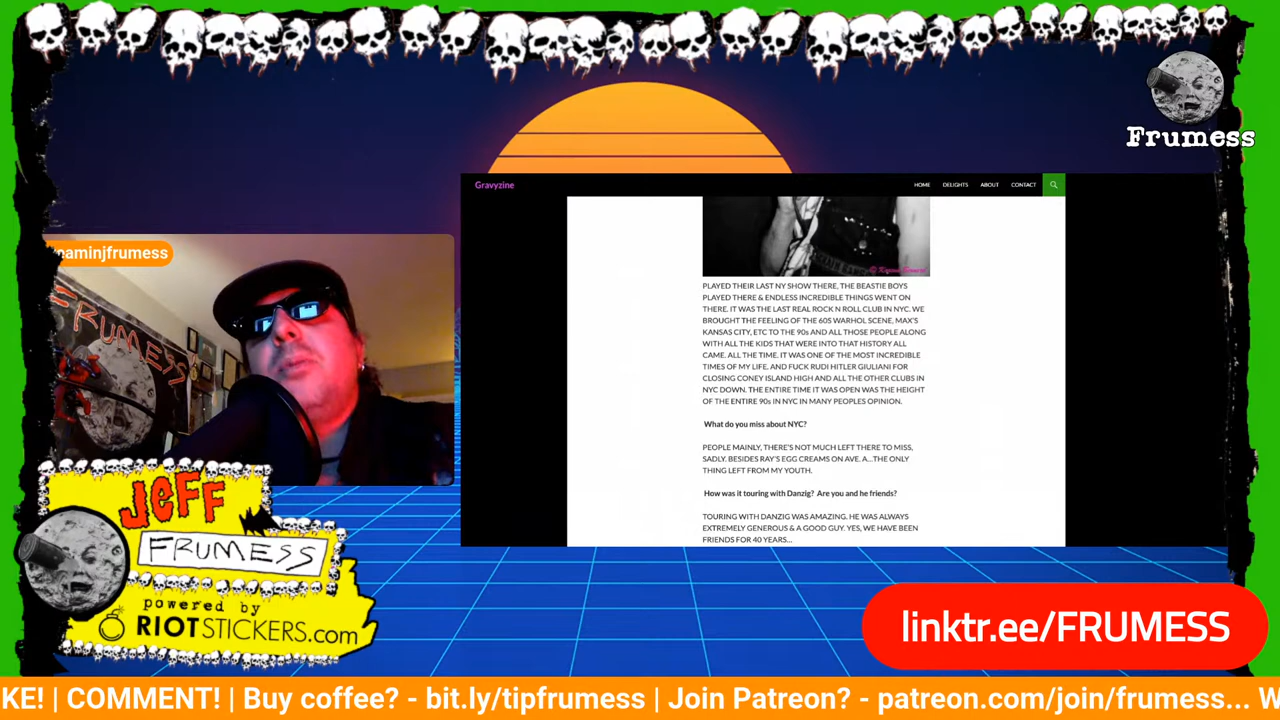 Frumess
Gravyzine
HOME
DELIGHTS
ABOUT
CONTACT
PLAYED THEIR LAST NY SHOW THERE, THE BEASTIE BOYS
PLAYED THERE & ENDLESS INCREDIBLE THINGS WENT ON
THERE. IT WAS THE LAST REAL ROCK N ROLL CLUB IN NYC. WE
BROUGHT THE FEELING OF THE 60S WARHOL SCENE, MAX'S
KANSAS CITY, ETC TO THE 90s AND ALL THOSE PEOPLE ALONG
WITH ALL THE KIDS THAT WERE INTO THAT HISTORY ALL
CAME. ALL THE TIME. IT WAS ONE OF THE MOST INCREDIBLE
TIMES OF MY LIFE. AND FUCK RUDI HITLER GIULIANI FOR
CLOSING CONEY ISLAND HIGH AND ALL THE OTHER CLUBS IN
NYC DOWN. THE ENTIRE TIME IT WAS OPEN WAS THE HEIGHT
OF THE ENTIRE 90s IN NYC IN MANY PEOPLES OPINION.
What do you miss about NYC?
PEOPLE MAINLY, THERE'S NOT MUCH LEFT THERE TO MISS,
SADLY. BESIDES RAY'S EGG CREAMS ON AVE. A...THE ONLY
THING LEFT FROM MY YOUTH.
How was it touring with Danzig? Are you and he friends?
TOURING WITH DANZIG WAS AMAZING. HE WAS ALWAYS
EXTREMELY GENEROUS & A GOOD GUY. YES, WE HAVE BEEN
FRIENDS FOR 40 YEARS...
naminjfrumess
FRUMESS
JEFF
FRUMESS
powered by
RIOTSTICKERS.com
linktr.ee/FRUMESS
KE! | COMMENT! | Buy coffee? - bit.ly/tipfrumess | Join Patreon? - patreon.com/join/frumess... W